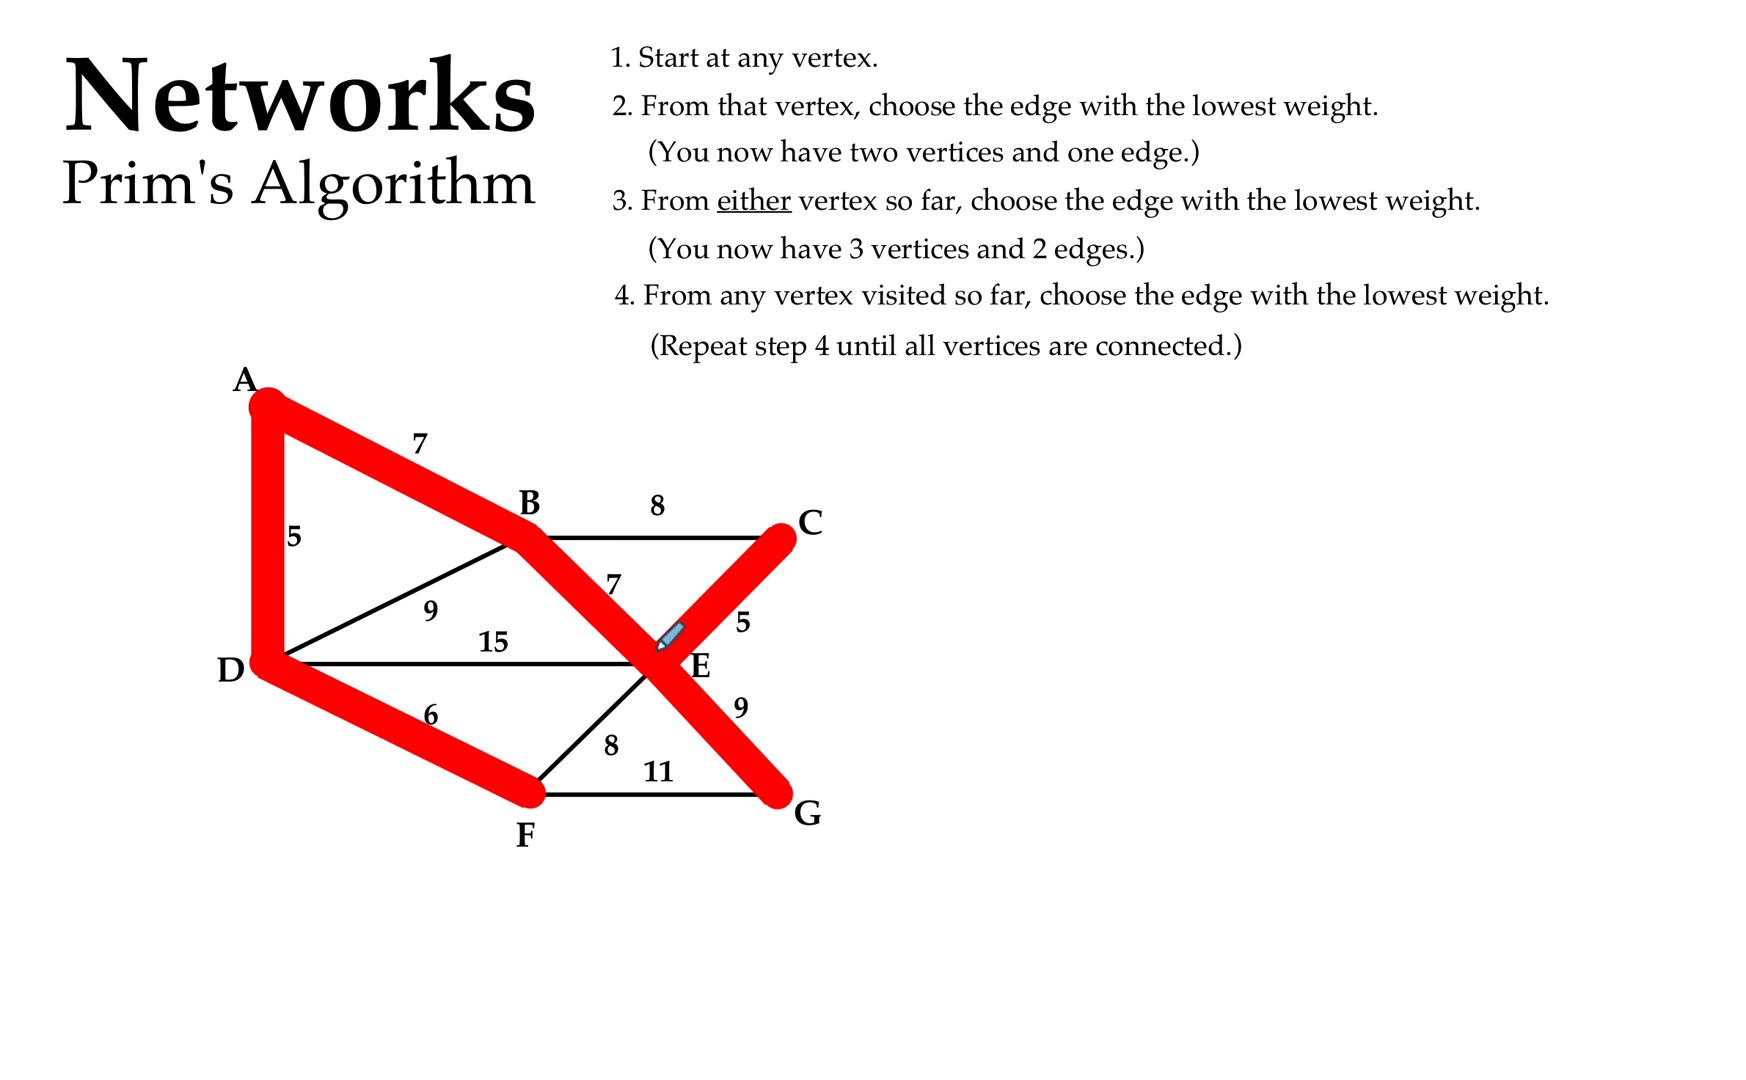 Networks
Prim's Algorithm
1. Start at any vertex.
2. From that vertex, choose the edge with the lowest weight.
(You now have two vertices and one edge.)
3. From either vertex so far, choose the edge with the lowest weight.
(You now have 3 vertices and 2 edges.)
4. From any vertex visited so far, choose the edge with the lowest weight.
(Repeat step 4 until all vertices are connected.)
A
7
B
8
C
5
7
9
5
15
D
E
6
9
8
11
G
F